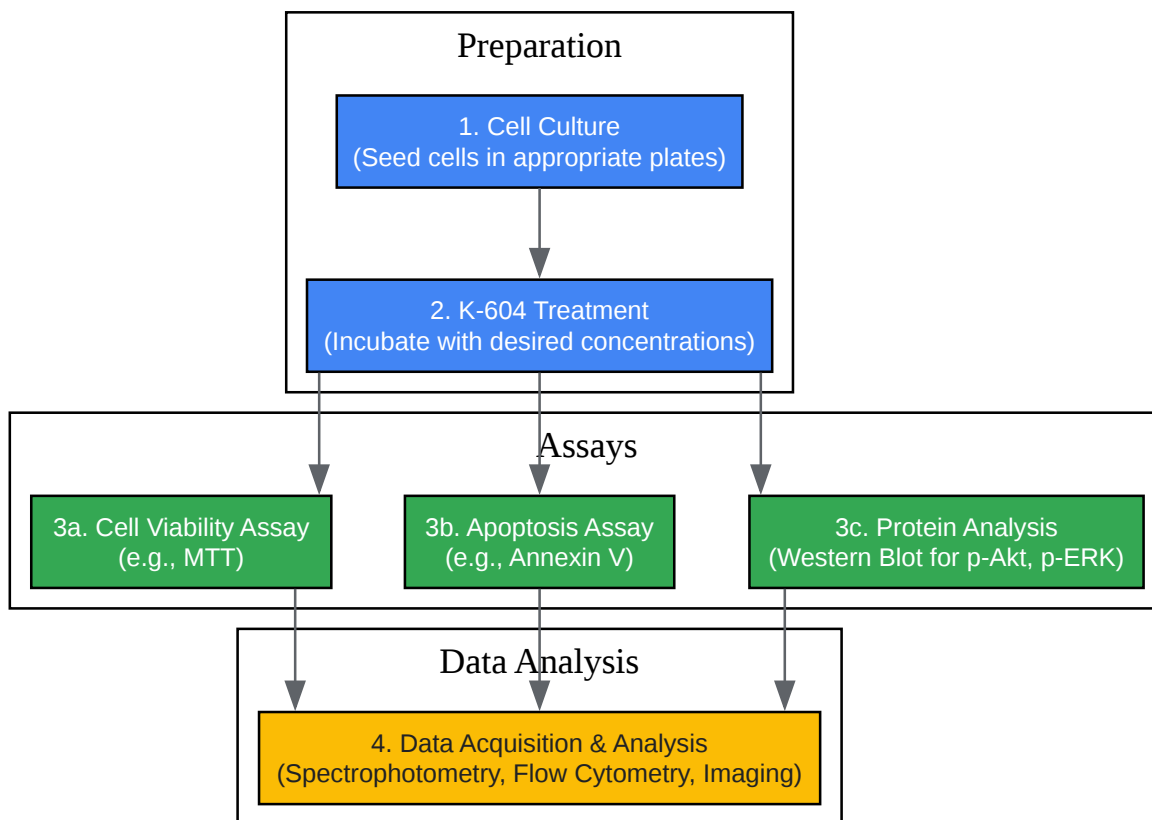 Preparation
1. Cell Culture
(Seed cells in appropriate plates)
2. K-604 Treatment
(Incubate with desired concentrations)
Assays
3a. Cell Viability Assay
(e.g., MTT)
3b. Apoptosis Assay
(e.g., Annexin V)
3c. Protein Analysis
(Western Blot for p-Akt, p-ERK)
Data Analysis
4. Data Acquisition & Analysis
(Spectrophotometry, Flow Cytometry, Imaging)